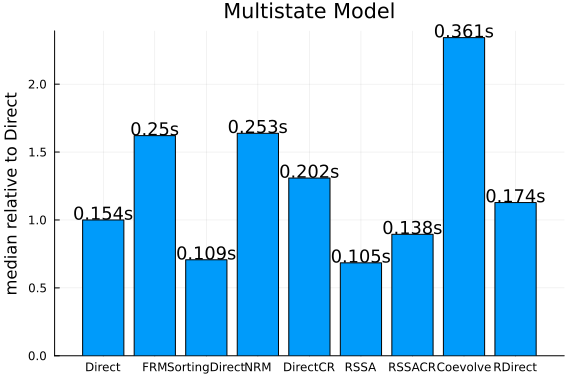 Multistate Model
median relative to Direct
2.0
1.5
1.0
0.5
0.0
0.154s
0.25s
0.109s
0.253s
0.202s
0.105s
0.138s
0.361s
0.174s
Direct FRM SortingDirect NRM DirectCR RSSA RSSACR Coevolve RDirect